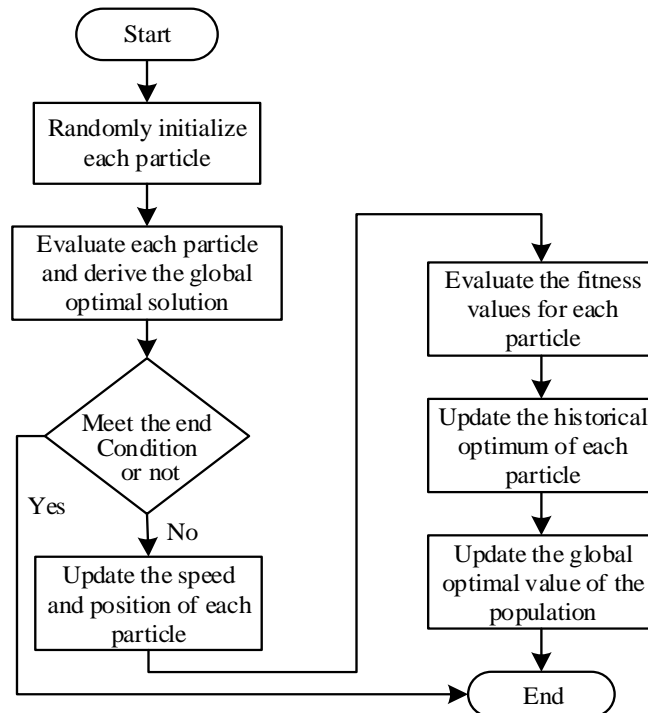 Start
Randomly initialize
each particle
Evaluate each particle
and derive the global
optimal solution
Meet the end
Condition
or not
Yes
No
Update the speed
and position of each
particle
Evaluate the fitness
values for each
particle
Update the historical
optimum of each
particle
Update the global
optimal value of the
population
End